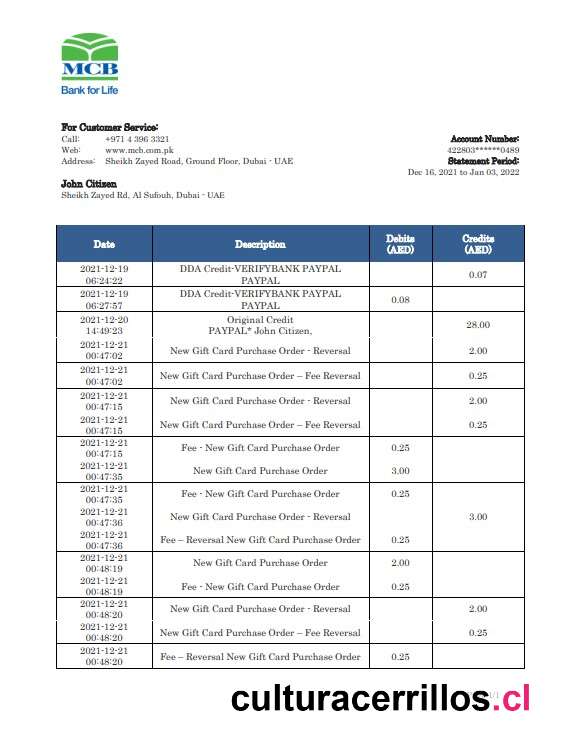 MCB
Bank for Life
For Customer Service:
Call: +971 4 396 3321
Web: www.mcb.com.pk
Address: Sheikh Zayed Road, Ground Floor, Dubai - UAE
Account Number:
422803******0489
Statement Period:
Dec 16, 2021 to Jan 03, 2022
John Citizen
Sheikh Zayed Rd, Al Sufouh, Dubai - UAE
Date Description Debits (AED) Credits (AED)
2021-12-19 06:24:22 DDA Credit-VERIFYBANK PAYPAL PAYPAL 0.07
2021-12-19 06:27:57 DDA Credit-VERIFYBANK PAYPAL PAYPAL 0.08
2021-12-20 14:49:23 Original Credit PAYPAL* John Citizen, 28.00
2021-12-21 00:47:02 New Gift Card Purchase Order - Reversal 2.00
2021-12-21 00:47:02 New Gift Card Purchase Order – Fee Reversal 0.25
2021-12-21 00:47:15 New Gift Card Purchase Order - Reversal 2.00
2021-12-21 00:47:15 New Gift Card Purchase Order – Fee Reversal 0.25
2021-12-21 00:47:15 Fee - New Gift Card Purchase Order 0.25
2021-12-21 00:47:35 New Gift Card Purchase Order 3.00
2021-12-21 00:47:35 Fee - New Gift Card Purchase Order 0.25
2021-12-21 00:47:36 New Gift Card Purchase Order - Reversal 3.00
2021-12-21 00:47:36 Fee – Reversal New Gift Card Purchase Order 0.25
2021-12-21 00:48:19 New Gift Card Purchase Order 2.00
2021-12-21 00:48:19 Fee - New Gift Card Purchase Order 0.25
2021-12-21 00:48:20 New Gift Card Purchase Order - Reversal 2.00
2021-12-21 00:48:20 New Gift Card Purchase Order – Fee Reversal 0.25
2021-12-21 00:48:20 Fee – Reversal New Gift Card Purchase Order 0.25
culturacerrillos.cl